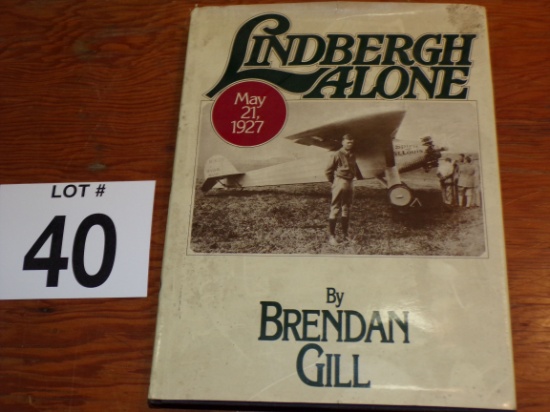 LINDBERGH
ALONE
May
21,
1927
LOT #
40
By
BRENDAN
GILL